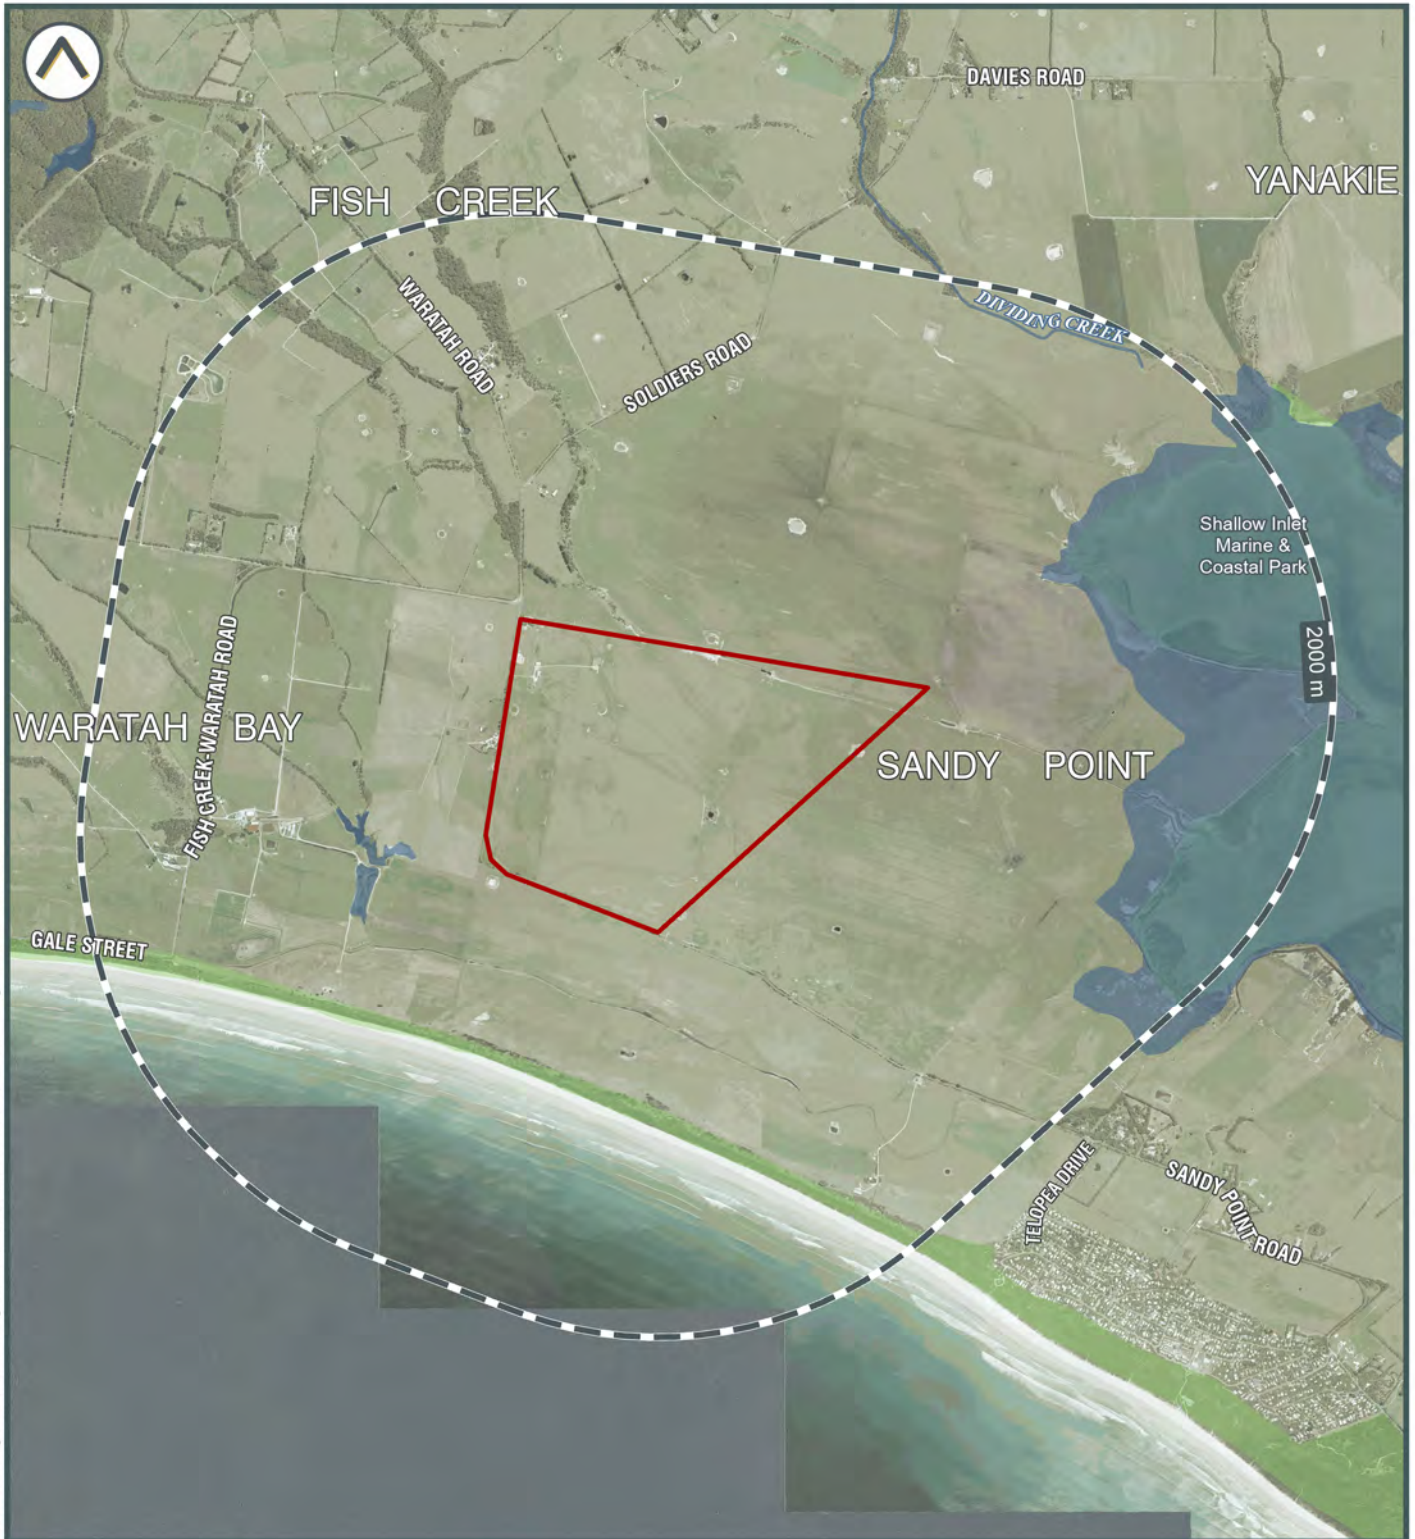 DAVIES ROAD
YANAKIE
FISH CREEK
WARATAH ROAD
DIVIDING CREEK
SOLDIERS ROAD
Shallow Inlet
Marine &
Coastal Park
2000 m
FISH CREEK-WARATAH ROAD
WARATAH BAY
SANDY POINT
GALE STREET
TELOPEA DRIVE
SANDY POINT ROAD